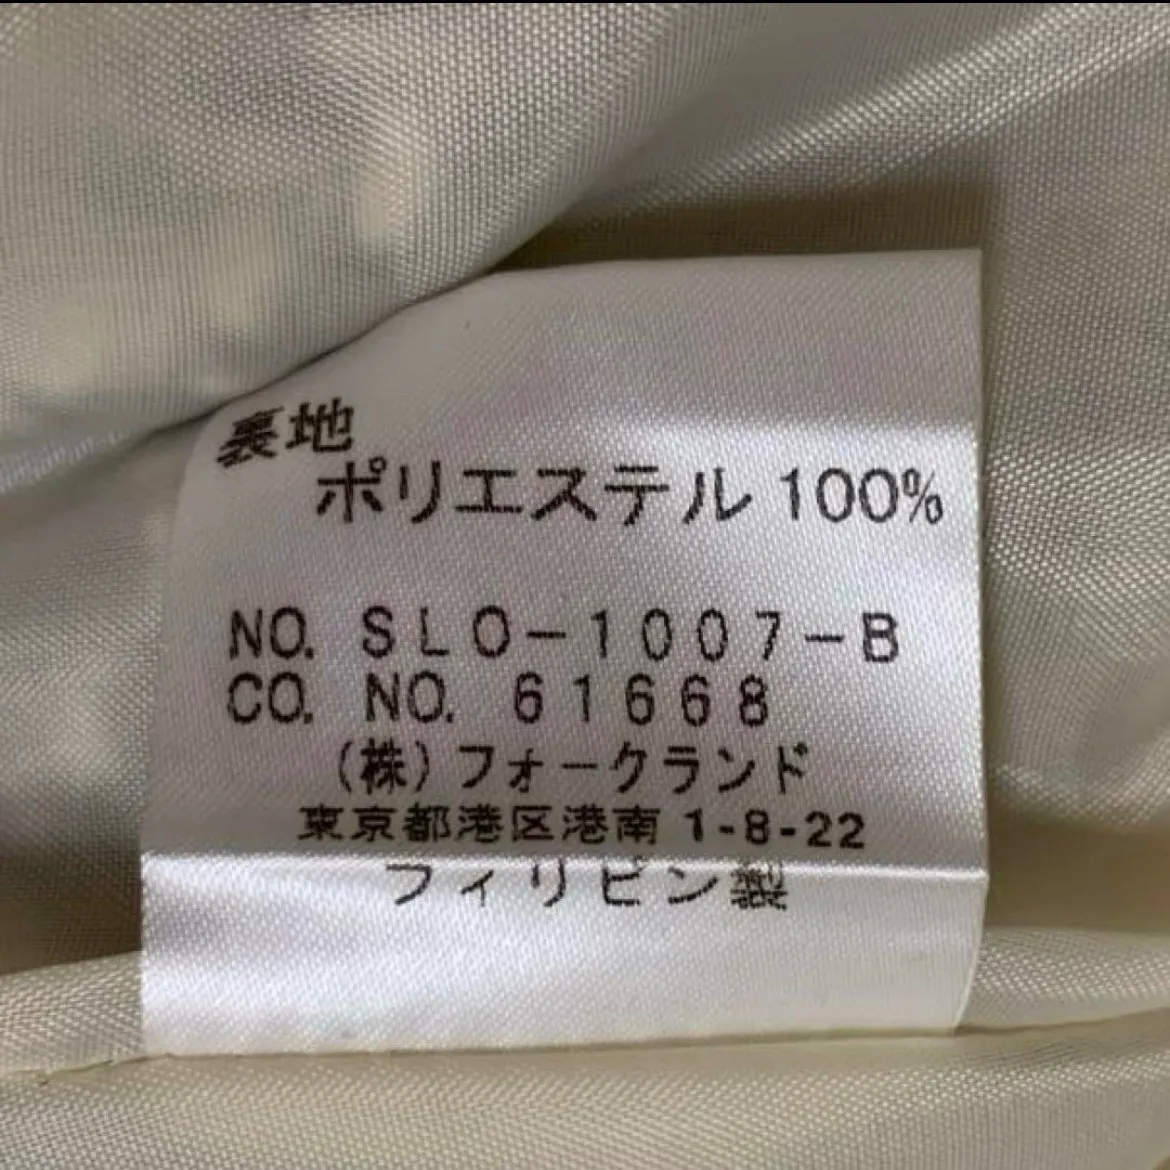 裏地
ポリエステル 100%
NO. SLO-1007-B
CO. NO. 61668
(株)フォークランド
東京都港区港南 1-8-22
フィリピン製